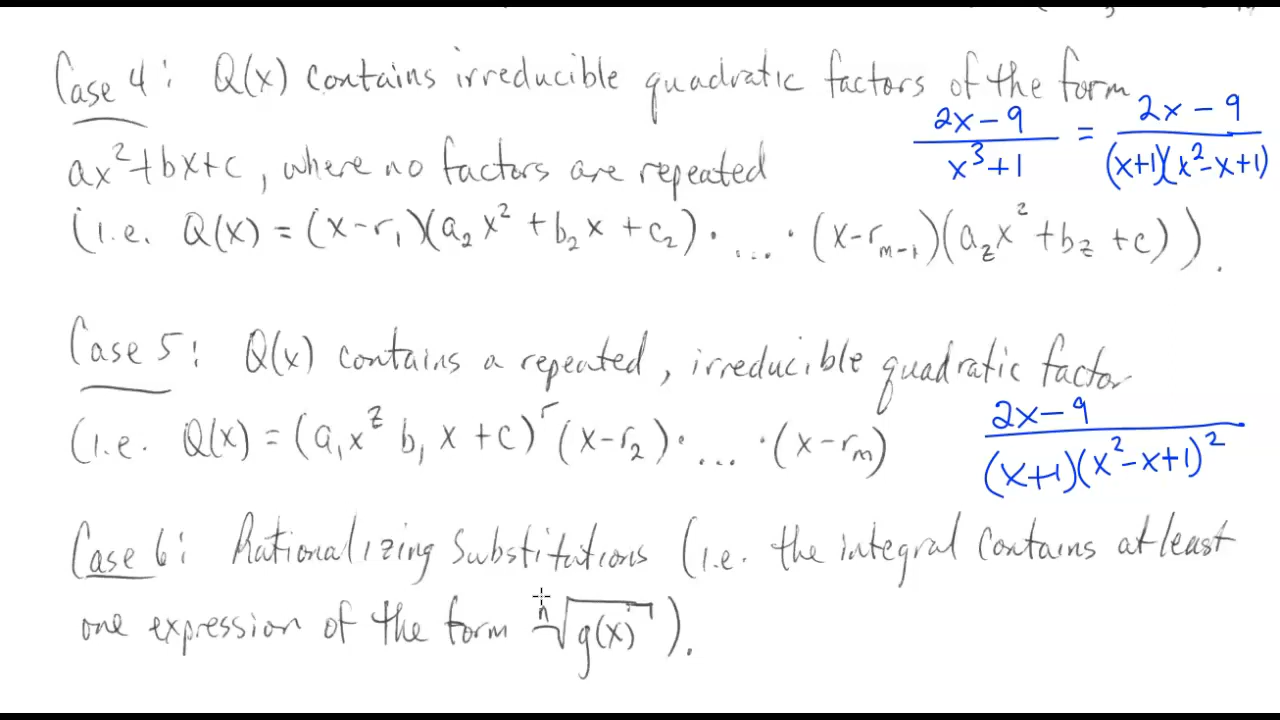 Case 4: Q(x) contains irreducible quadratic factors of the form
2x-9/x³+1 = 2x-9/(x+1)(x²-x+1)
ax²+bx+c, where no factors are repeated
(i.e. Q(x) = (x-r₁)(a₂x² + b₂x + c₂)· ... ·(x-rₘ₋₁)(a_zx² + b_z + c)).
Case 5: Q(x) contains a repeated, irreducible quadratic factor
(i.e. Q(x) = (a₁x² b₁ x + c)ʳ (x-r₂)· ... ·(x-rₘ)
2x-9/(x+1)(x²-x+1)²
Case 6: Rationalizing Substitutions (i.e. the integral contains at least
one expression of the form ⁿ√g(x)).